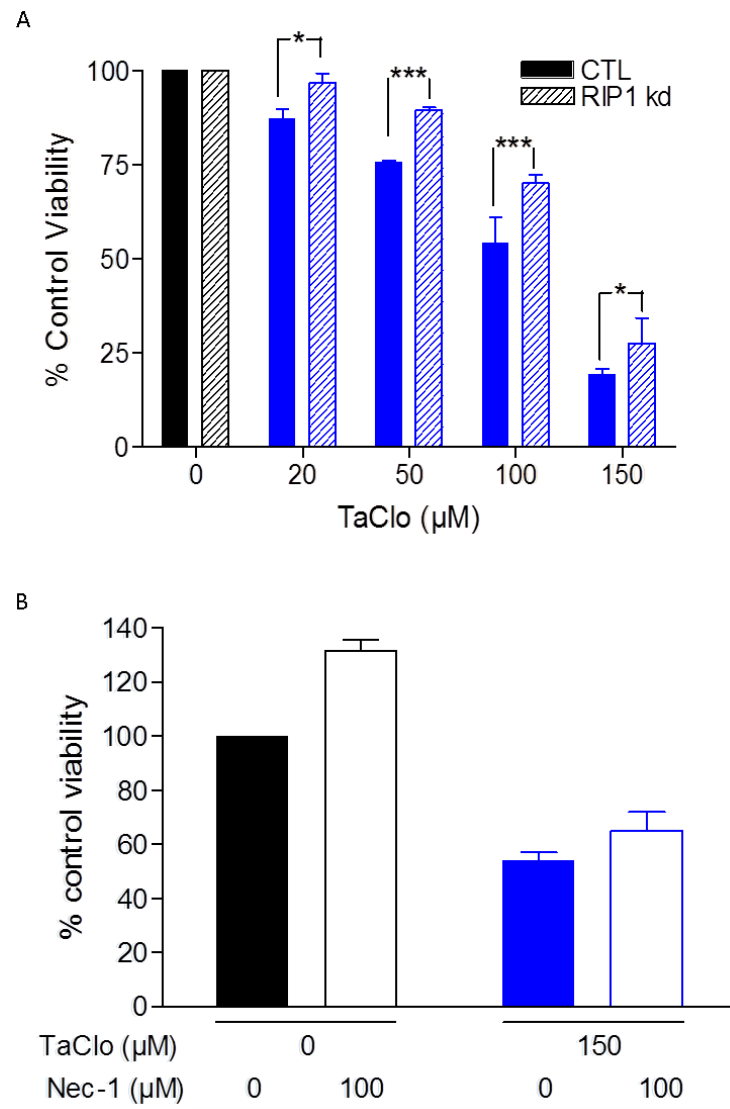 A
% Control Viability
100
75
50
25
0
*
***
***
*
CTL
RIP1 kd
0 20 50 100 150
TaClo (µM)
B
% control viability
140
120
100
80
60
40
20
0
TaClo (µM) 0 150
Nec-1 (µM) 0 100 0 100